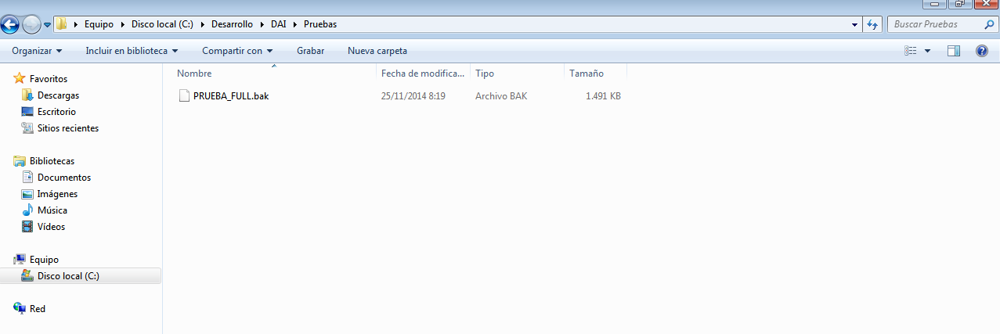 Equipo Disco local (C:) Desarrollo DAI Pruebas Buscar Pruebas
Organizar Incluir en biblioteca Compartir con Grabar Nueva carpeta
Favoritos
Descargas
Escritorio
Sitios recientes
Bibliotecas
Documentos
Imágenes
Música
Vídeos
Equipo
Disco local (C:)
Red
Nombre Fecha de modifica... Tipo Tamaño
PRUEBA_FULL.bak 25/11/2014 8:19 Archivo BAK 1.491 KB